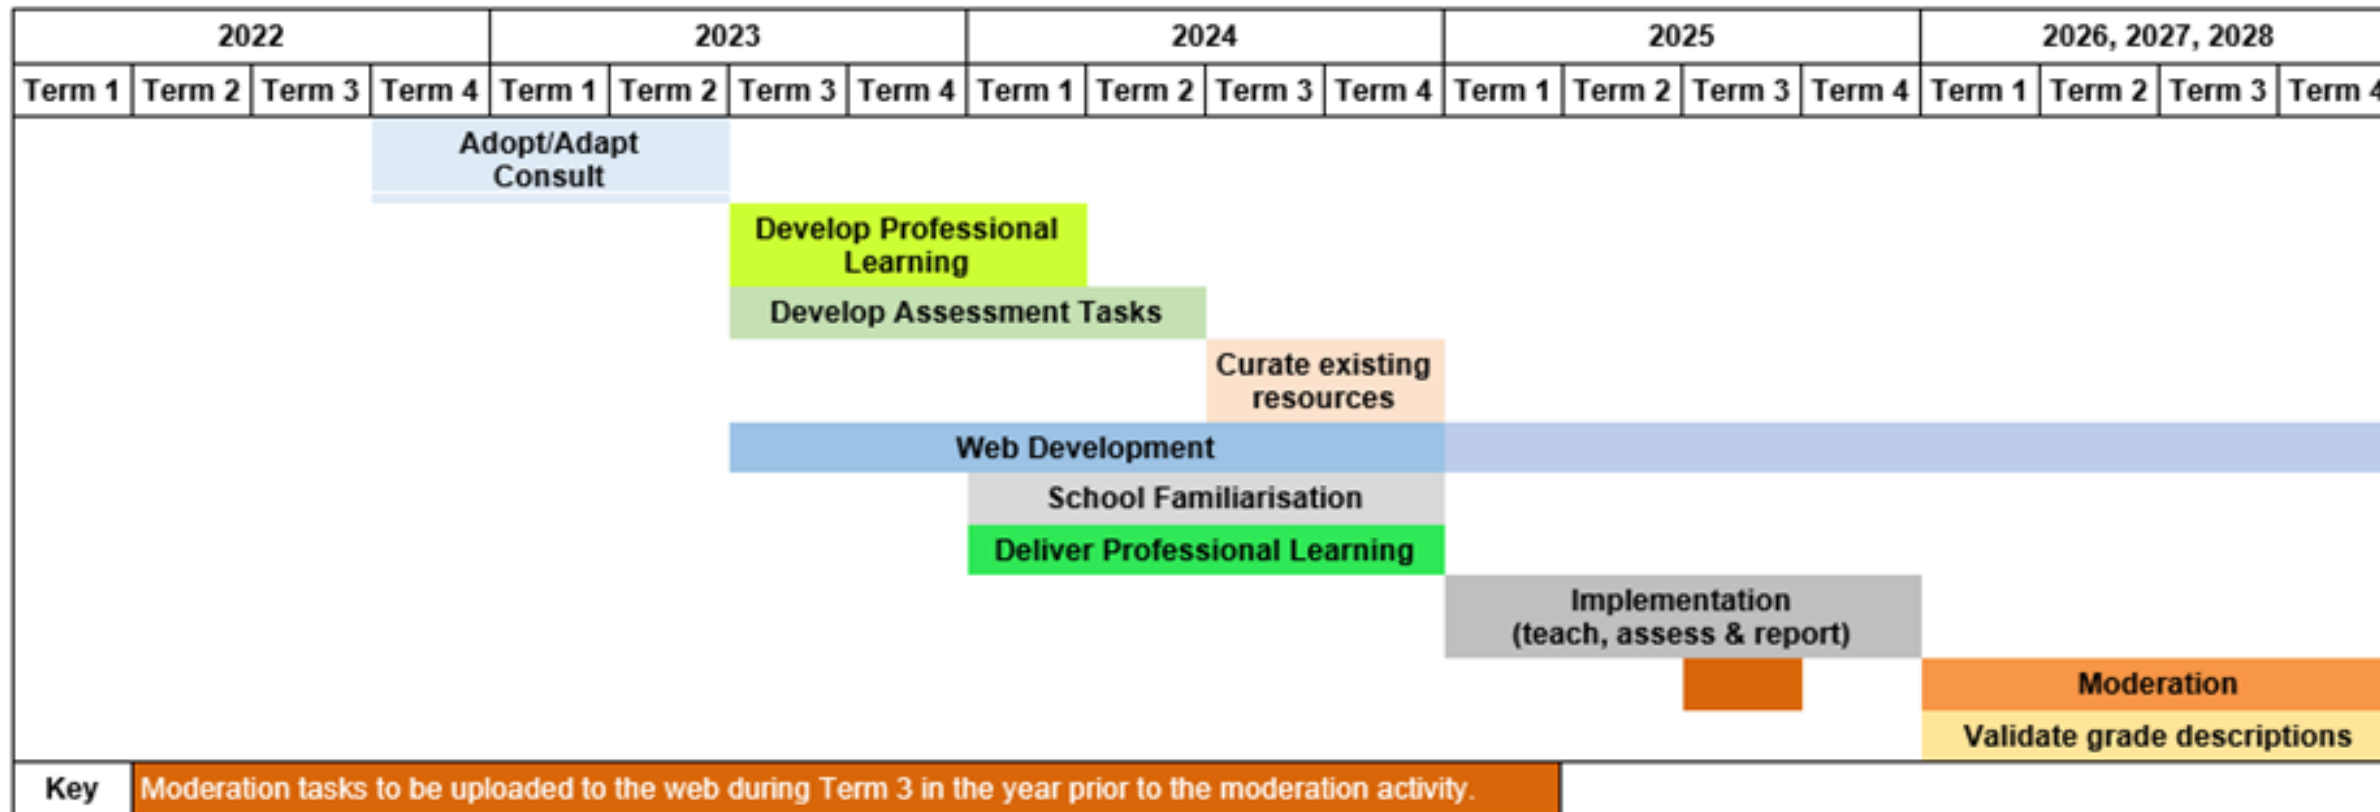 2022 2023 2024 2025 2026, 2027, 2028
Term 1 Term 2 Term 3 Term 4 Term 1 Term 2 Term 3 Term 4 Term 1 Term 2 Term 3 Term 4 Term 1 Term 2 Term 3 Term 4 Term 1 Term 2 Term 3 Term 4
Adopt/Adapt
Consult
Develop Professional
Learning
Develop Assessment Tasks
Curate existing
resources
Web Development
School Familiarisation
Deliver Professional Learning
Implementation
(teach, assess & report)
Moderation
Validate grade descriptions
Key Moderation tasks to be uploaded to the web during Term 3 in the year prior to the moderation activity.